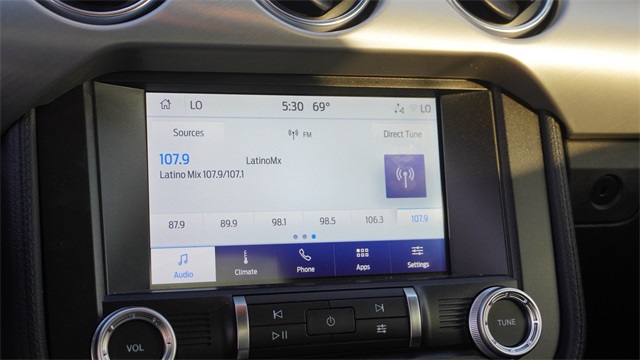 LO 5:30 69° LO
Sources FM Direct Tune
107.9 LatinoMx
Latino Mix 107.9/107.1
87.9 89.9 98.1 98.5 106.3 107.9
Audio Climate Phone Apps Settings
VOL TUNE